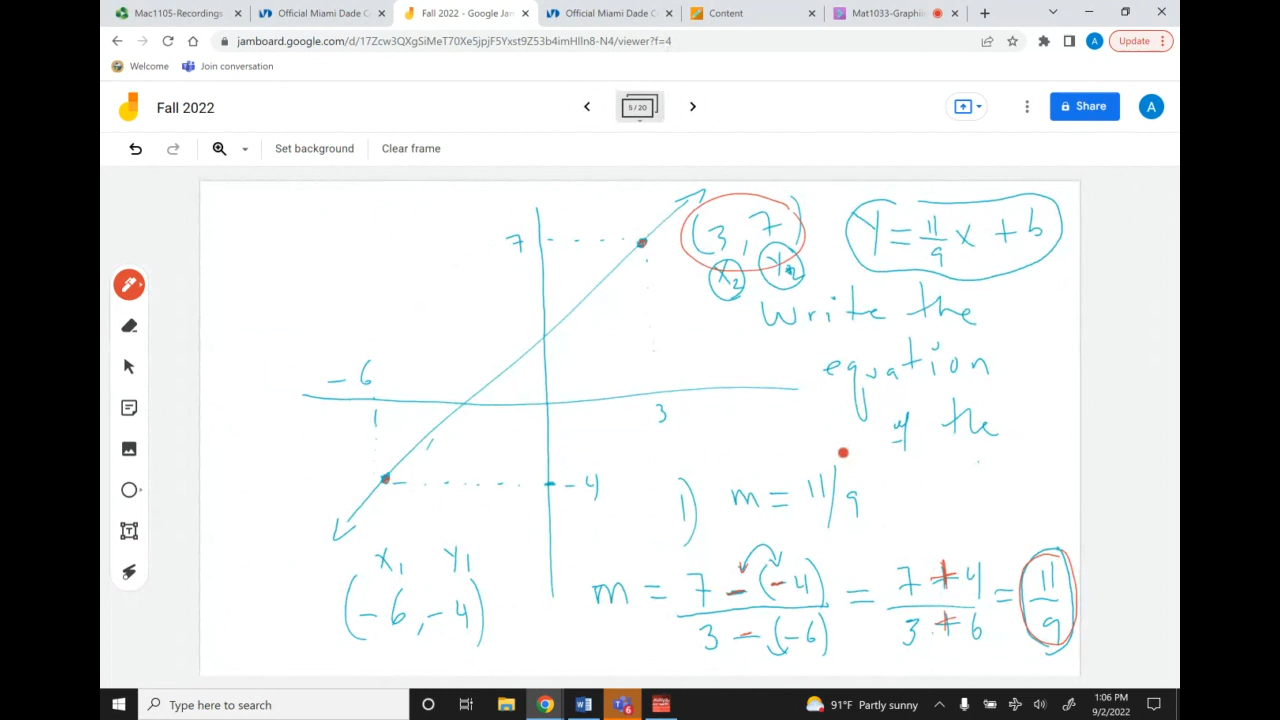 Mac1105-Recordings
Official Miami Dade C
Fall 2022 - Google Jam
Official Miami Dade C
Content
Mat1033-Graphi
jamboard.google.com/d/17Zcw3QXgSiMeT70Xe5jpjF5Yxst9Z53b4imHlln8-N4/viewer?f=4
A
Update
Welcome
Join conversation
Fall 2022
5 / 20
Share
A
Set background
Clear frame
7
(3, 7)
x₂ y₂
y = 11/9 x + b
Write the
equation
of the
-6
3
-4
1) m = 11/9
x₁ y₁
(-6, -4)
m = 7 - (-4) / 3 - (-6) = 7 + 4 / 3 + 6 = 11/9
Type here to search
6
91°F Partly sunny
1:06 PM
9/2/2022